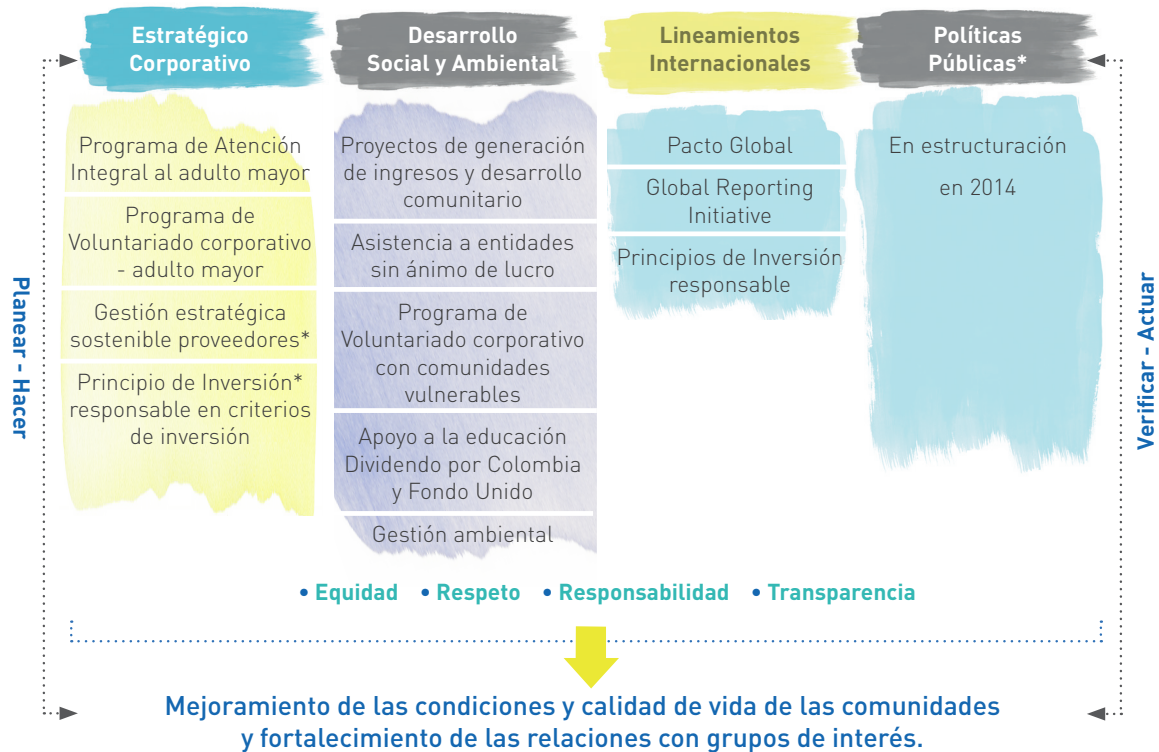 Estratégico
Corporativo
Programa de Atención
Integral al adulto mayor
Programa de
Voluntariado corporativo
- adulto mayor
Gestión estratégica
sostenible proveedores*
Principio de Inversión*
responsable en criterios
de inversión
Desarrollo
Social y Ambiental
Proyectos de generación
de ingresos y desarrollo
comunitario
Asistencia a entidades
sin ánimo de lucro
Programa de
Voluntariado corporativo
con comunidades
vulnerables
Apoyo a la educación
Dividendo por Colombia
y Fondo Unido
Gestión ambiental
Lineamientos
Internacionales
Pacto Global
Global Reporting
Initiative
Principios de Inversión
responsable
Políticas
Públicas*
En estructuración
en 2014
Planear - Hacer
Verificar - Actuar
• Equidad • Respeto • Responsabilidad • Transparencia
Mejoramiento de las condiciones y calidad de vida de las comunidades
y fortalecimiento de las relaciones con grupos de interés.